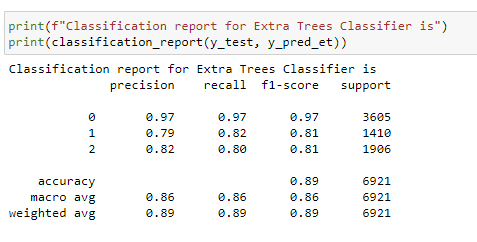 print(f"Classification report for Extra Trees Classifier is")
print(classification_report(y_test, y_pred_et))
Classification report for Extra Trees Classifier is
precision recall f1-score support
0 0.97 0.97 0.97 3605
1 0.79 0.82 0.81 1410
2 0.82 0.80 0.81 1906
accuracy 0.89 6921
macro avg 0.86 0.86 0.86 6921
weighted avg 0.89 0.89 0.89 6921